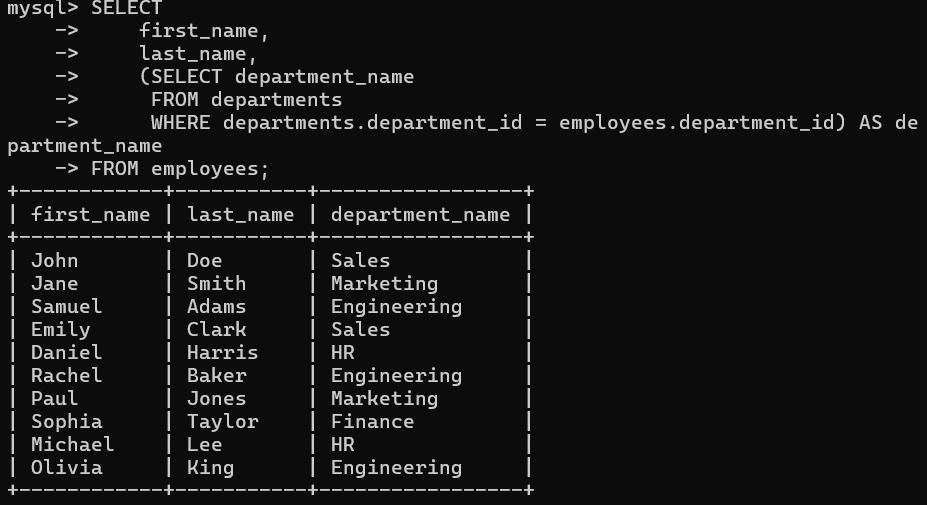 mysql> SELECT
    ->     first_name,
    ->     last_name,
    ->     (SELECT department_name
    ->      FROM departments
    ->      WHERE departments.department_id = employees.department_id) AS de
partment_name
    -> FROM employees;
+------------+-----------+-----------------+
| first_name | last_name | department_name |
+------------+-----------+-----------------+
| John       | Doe       | Sales           |
| Jane       | Smith     | Marketing       |
| Samuel     | Adams     | Engineering     |
| Emily      | Clark     | Sales           |
| Daniel     | Harris    | HR              |
| Rachel     | Baker     | Engineering     |
| Paul       | Jones     | Marketing       |
| Sophia     | Taylor    | Finance         |
| Michael    | Lee       | HR              |
| Olivia     | King      | Engineering     |
+------------+-----------+-----------------+